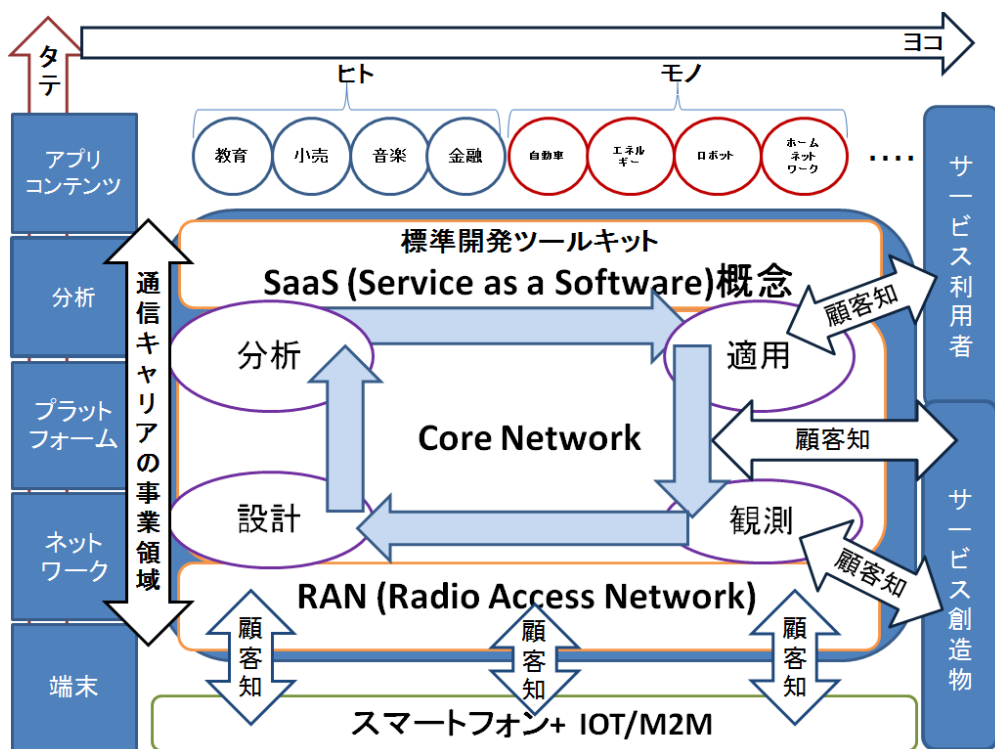 タテ
ヨコ
ヒト
モノ
教育
小売
音楽
金融
自動車
エネル
ギー
ロボット
ホーム
ネット
ワーク
‥‥
アプリ
コンテンツ
分析
プラット
フォーム
ネット
ワーク
端末
通信キャリアの事業領域
標準開発ツールキット
SaaS (Service as a Software)概念
分析
適用
Core Network
設計
観測
RAN (Radio Access Network)
顧客知
顧客知
顧客知
顧客知
顧客知
顧客知
スマートフォン+ IOT/M2M
サービス利用者
サービス創造物